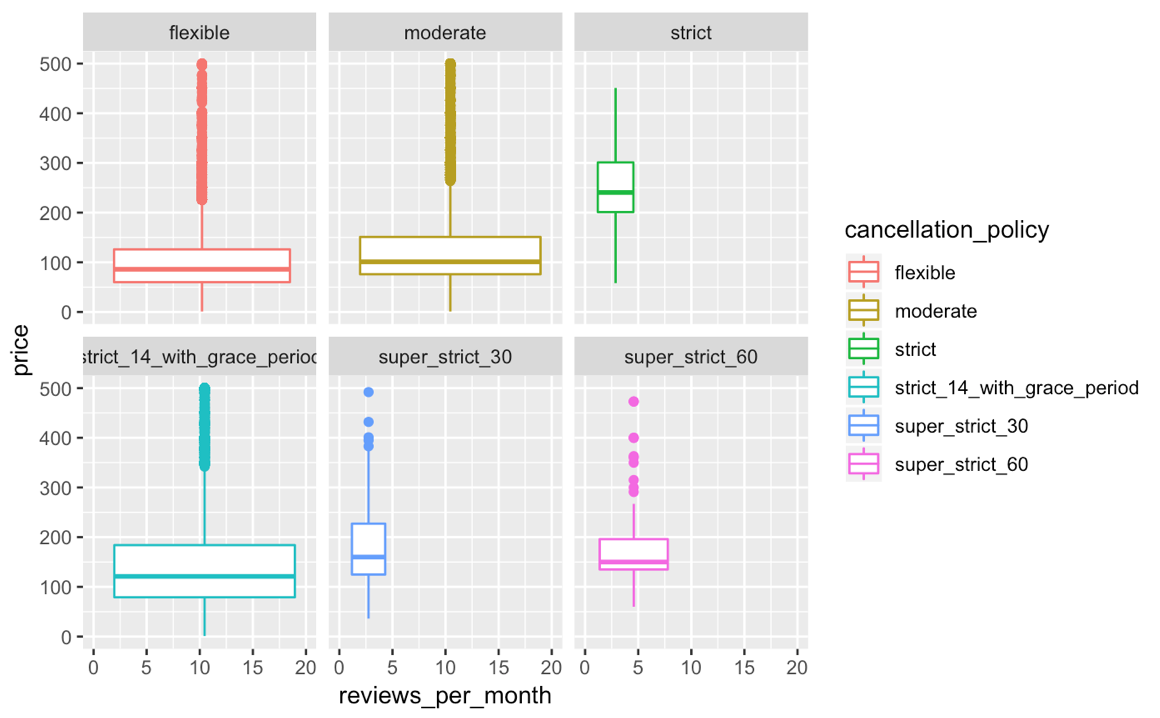 flexible
moderate
strict
500
400
300
200
100
0
strict_14_with_grace_period
super_strict_30
super_strict_60
500
400
300
200
100
0
0 5 10 15 20
0 5 10 15 20
0 5 10 15 20
price
reviews_per_month
cancellation_policy
flexible
moderate
strict
strict_14_with_grace_period
super_strict_30
super_strict_60